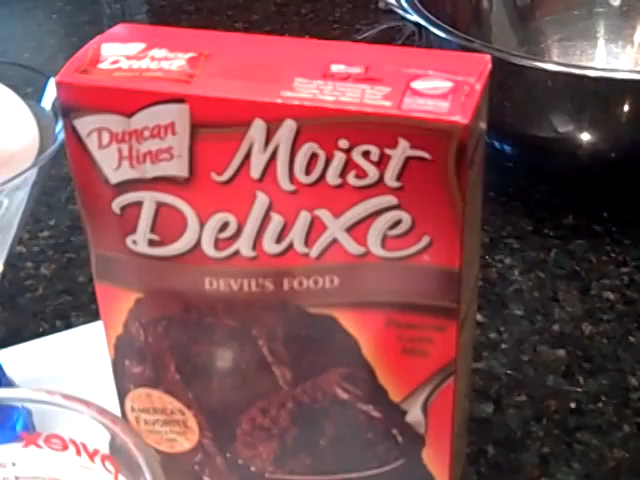 Moist
Deluxe
Duncan
Hines
Moist
Deluxe
DEVIL'S FOOD
AMERICA'S
FAVORITE
PYREX